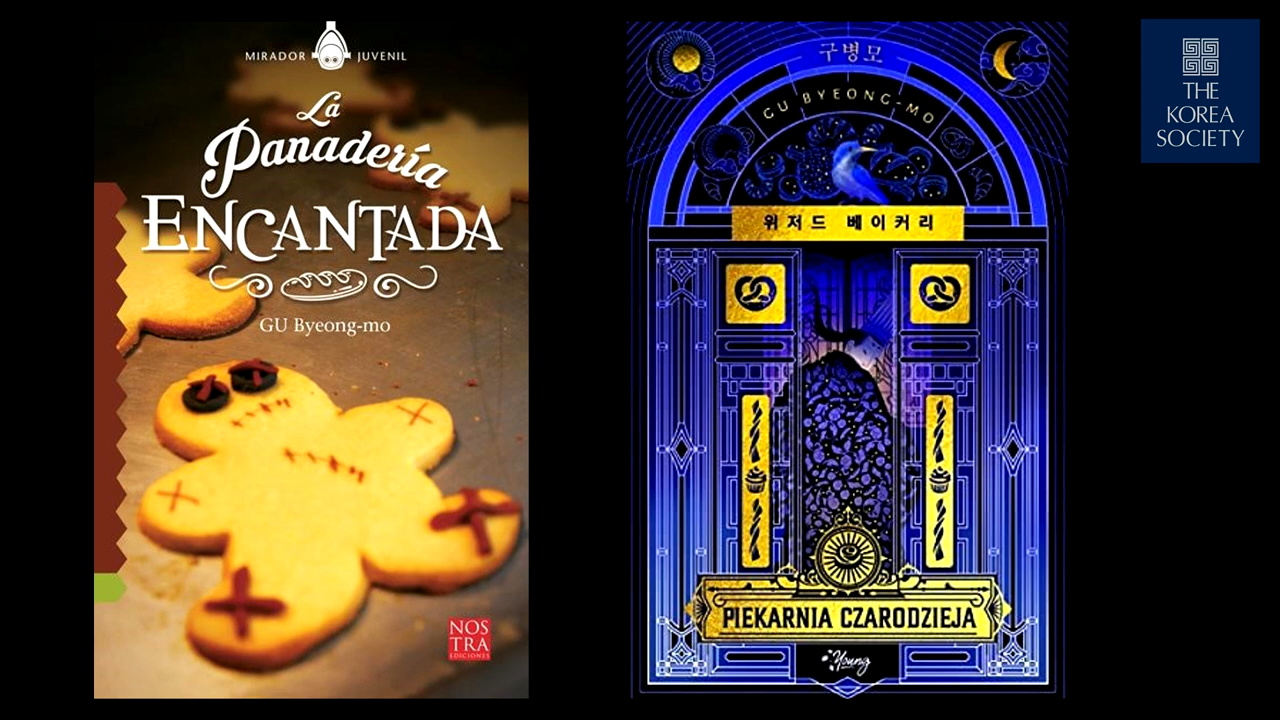 MIRADOR JUVENIL
La
Panadería
ENCANTADA
GU Byeong-mo
NOS
TRA
EDICIONES
구병모
GU BYEONG-MO
위저드 베이커리
PIEKARNIA CZARODZIEJA
Young
THE
KOREA
SOCIETY